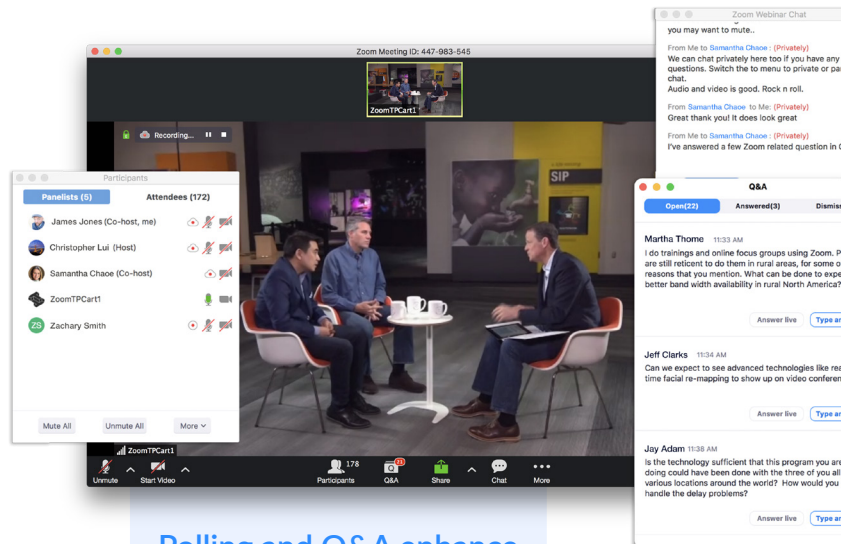 Zoom Webinar Chat
you may want to mute..
From Me to Samantha Chaoe : (Privately)
We can chat privately here too if you have any
questions. Switch the to menu to private or pa
chat.
Audio and video is good. Rock n roll.
From Samantha Chaoe to Me: (Privately)
Great thank you! It does look great
From Me to Samantha Chaoe : (Privately)
I've answered a few Zoom related question in
Zoom Meeting ID: 447-983-545
ZoomTPCart1
Recording...
SIP
Participants
Panelists (5)
Attendees (172)
James Jones (Co-host, me)
Christopher Lui (Host)
Samantha Chaoe (Co-host)
ZoomTPCart1
ZS Zachary Smith
Mute All
Unmute All
More
ZoomTPCart1
Unmute
Start Video
178
Participants
Q&A
Share
Chat
More
Q&A
Open(22)
Answered(3)
Dismis
Martha Thome 11:33 AM
I do trainings and online focus groups using Zoom. P
are still reticent to do them in rural areas, for some o
reasons that you mention. What can be done to expe
better band width availability in rural North America?
Answer live
Type an
Jeff Clarks 11:34 AM
Can we expect to see advanced technologies like rea
time facial re-mapping to show up on video conferen
Answer live
Type an
Jay Adam 11:38 AM
Is the technology sufficient that this program you are
doing could have been done with the three of you all
various locations around the world? How would you
handle the delay problems?
Answer live
Type an
Polling and Q&A enhance